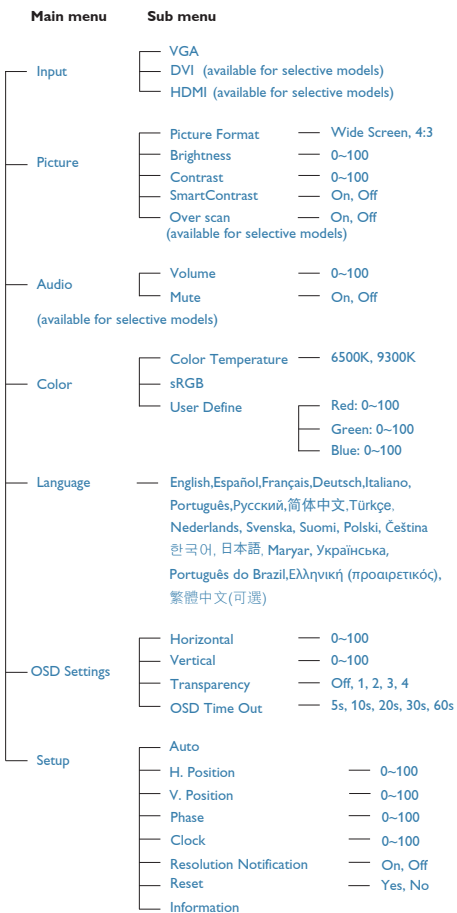 Main menu Sub menu
VGA
Input DVI (available for selective models)
HDMI (available for selective models)
Picture Format Wide Screen, 4:3
Brightness 0~100
Picture
Contrast 0~100
SmartContrast On, Off
Over scan On, Off
(available for selective models)
Volume 0~100
Audio
Mute On, Off
(available for selective models)
Color Temperature 6500K, 9300K
Color sRGB
User Define Red: 0~100
Green: 0~100
Blue: 0~100
Language English,Español,Français,Deutsch,Italiano,
Português,Русский,简体中文,Türkçe,
Nederlands, Svenska, Suomi, Polski, Čeština
한국어, 日本語, Maryar, Українська,
Português do Brazil,Ελληνική (προαιρετικός),
繁體中文(可選)
Horizontal 0~100
Vertical 0~100
OSD Settings
Transparency Off, 1, 2, 3, 4
OSD Time Out 5s, 10s, 20s, 30s, 60s
Auto
Setup
H. Position 0~100
V. Position 0~100
Phase 0~100
Clock 0~100
Resolution Notification On, Off
Reset Yes, No
Information